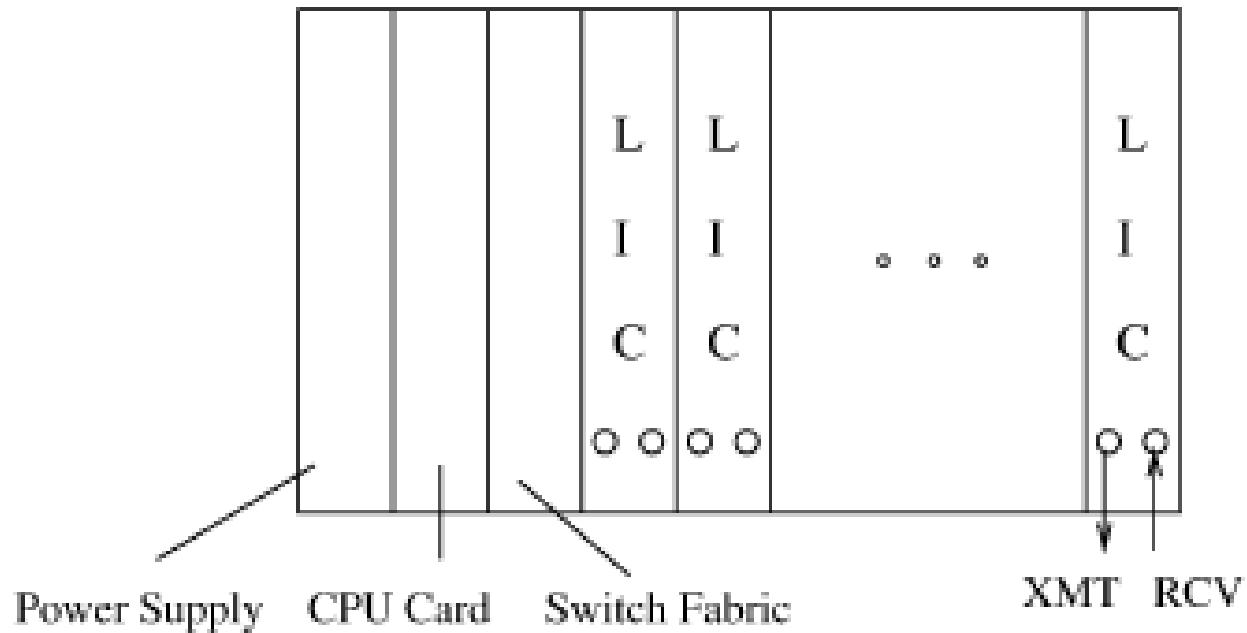 L L L
I I I
C C C
XMT RCV
Power Supply CPU Card Switch Fabric